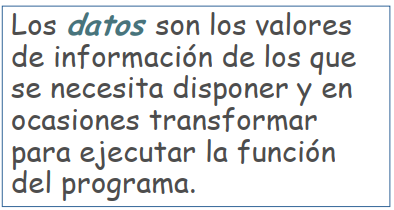 Los datos son los valores
de información de los que
se necesita disponer y en
ocasiones transformar
para ejecutar la función
del programa.